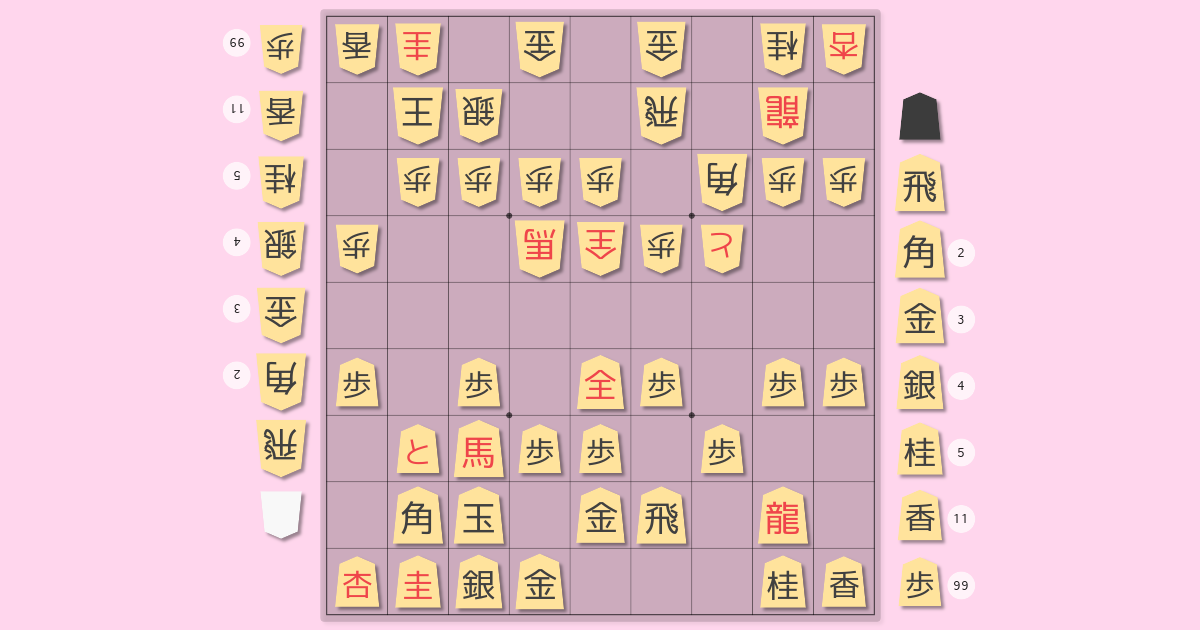 歩 99
香 11
桂 5
銀 4
金 3
角 2
飛
香 圭 金 金 桂 杏
王 銀 飛 龍
歩 歩 歩 歩 角 歩 歩
歩 馬 全 歩 と
歩 歩 全 歩 歩 歩
と 馬 歩 歩 歩
角 玉 金 飛 龍
杏 圭 銀 金 桂 香
飛
角 2
金 3
銀 4
桂 5
香 11
歩 99